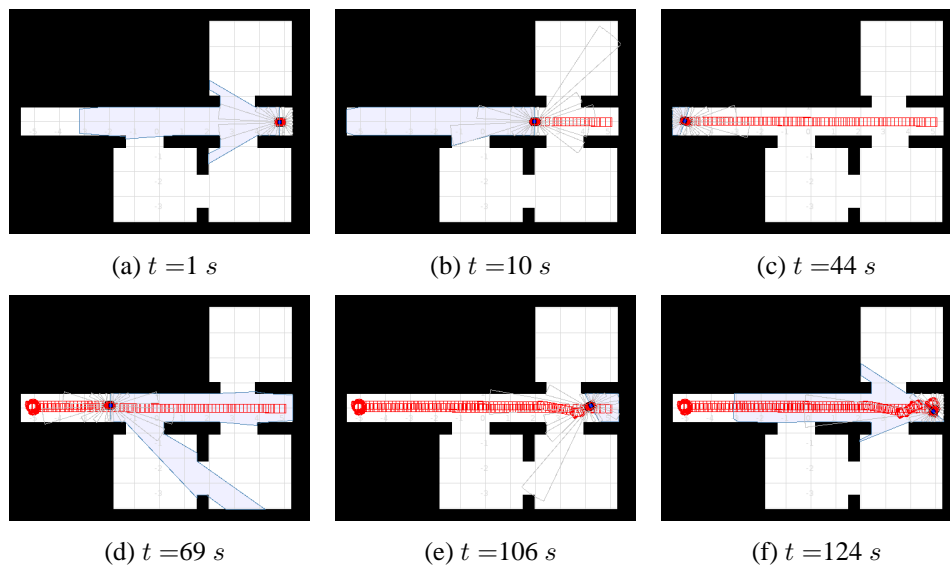 (a) t =1 s
(b) t =10 s
(c) t =44 s
(d) t =69 s
(e) t =106 s
(f) t =124 s